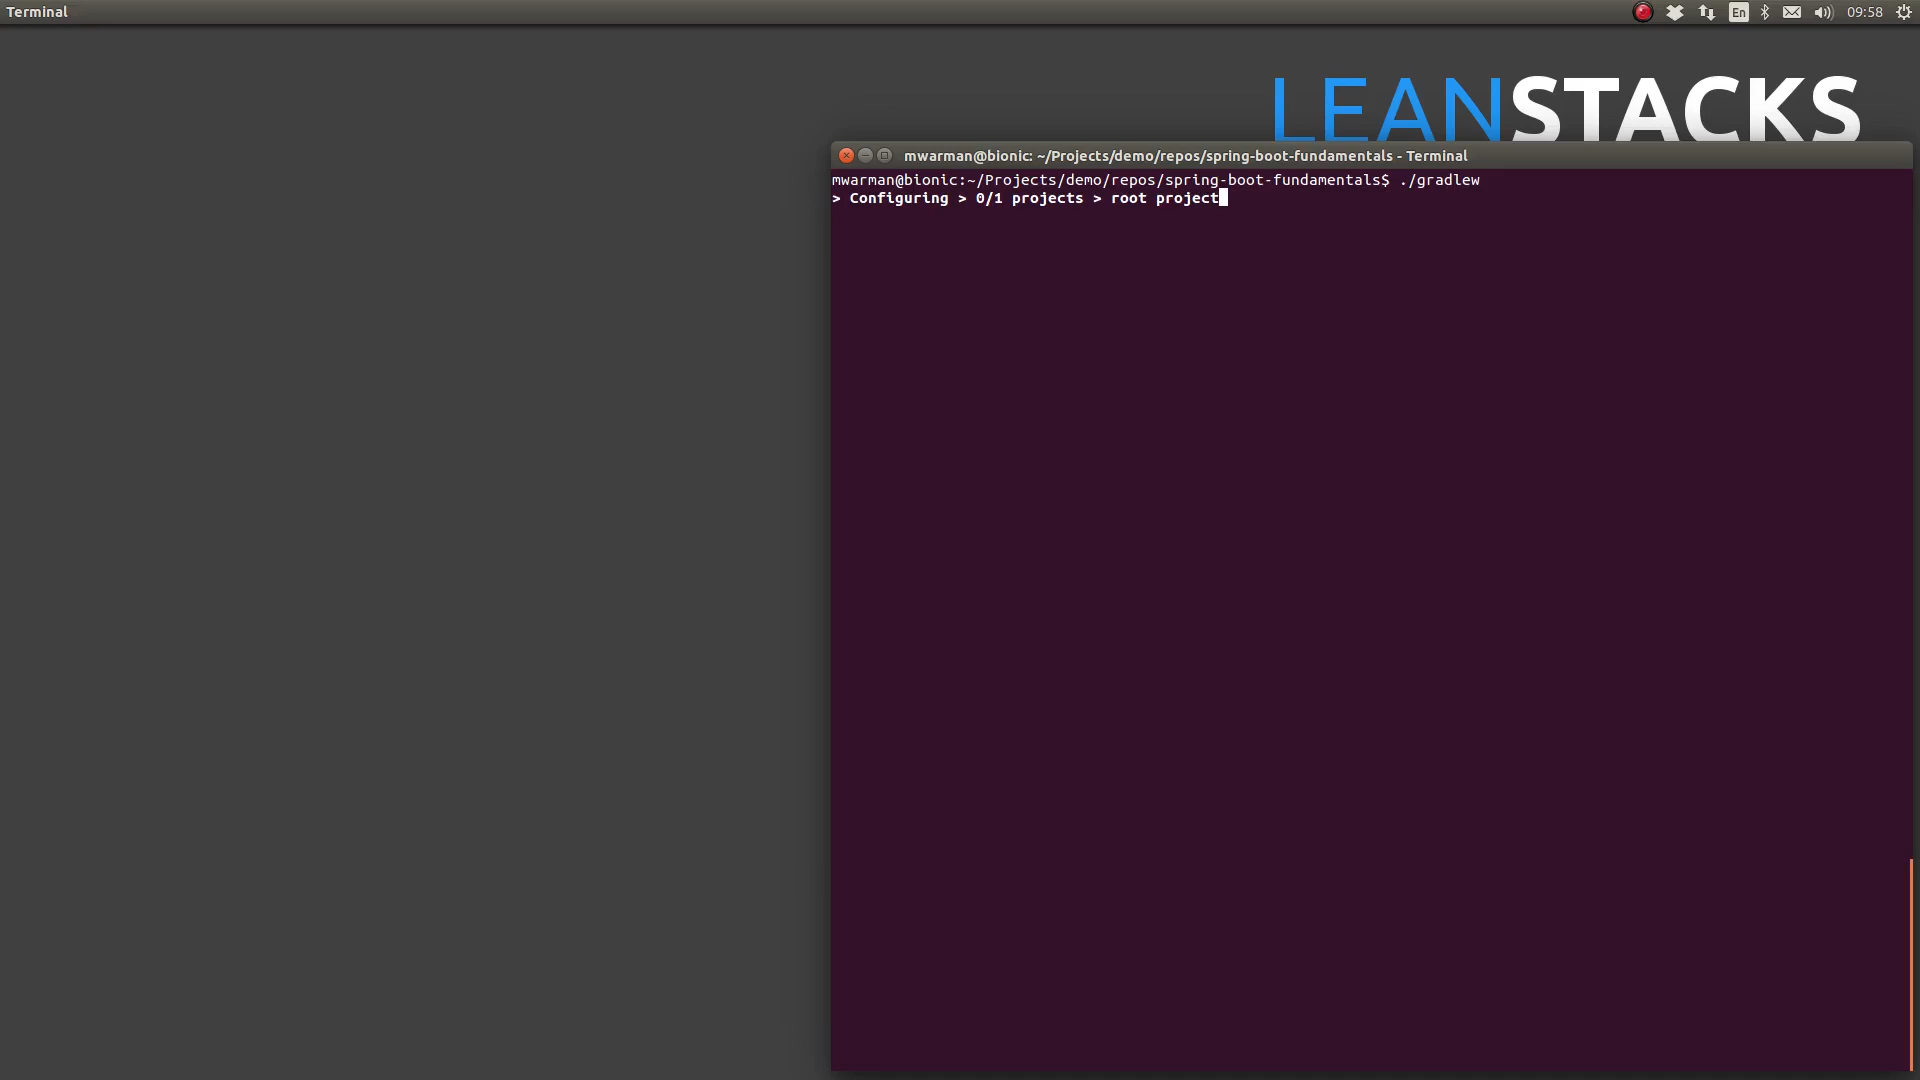 Terminal
En
09:58
LEANSTACKS
mwarman@bionic: ~/Projects/demo/repos/spring-boot-fundamentals - Terminal
mwarman@bionic:~/Projects/demo/repos/spring-boot-fundamentals$ ./gradlew
> Configuring > 0/1 projects > root project